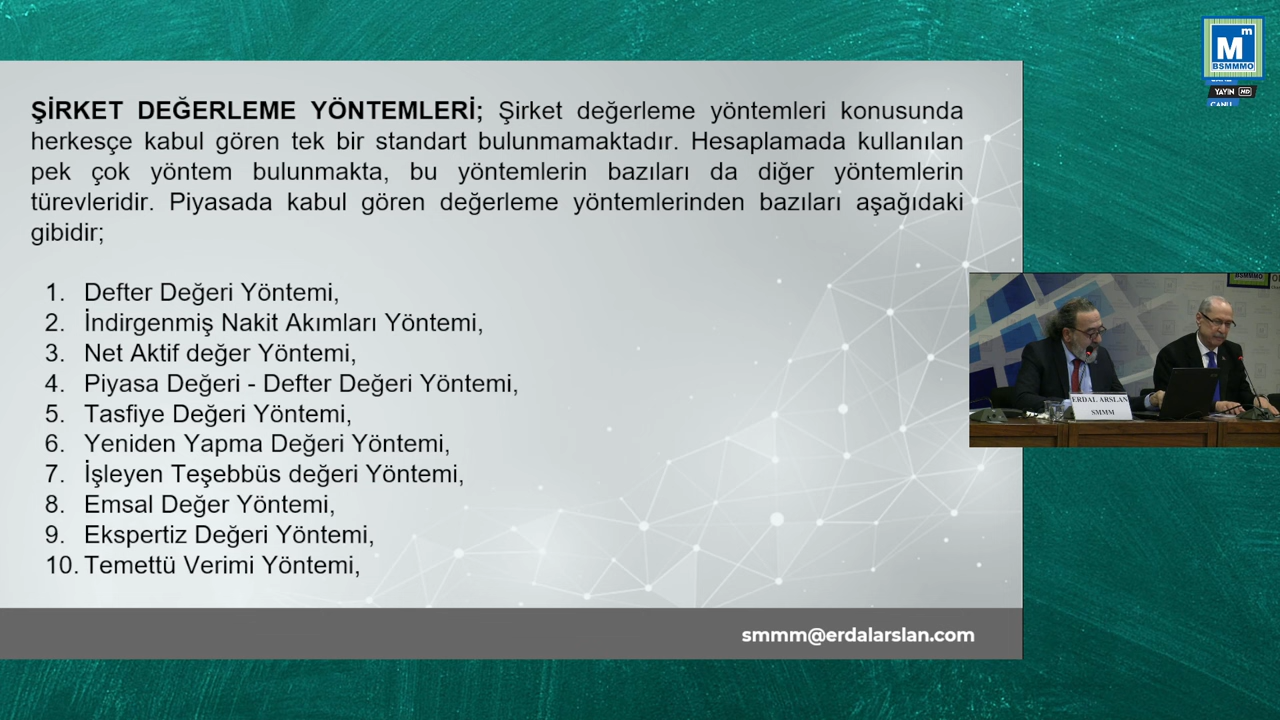 ŞİRKET DEĞERLEME YÖNTEMLERİ; Şirket değerleme yöntemleri konusunda
herkesçe kabul gören tek bir standart bulunmamaktadır. Hesaplamada kullanılan
pek çok yöntem bulunmakta, bu yöntemlerin bazıları da diğer yöntemlerin
türevleridir. Piyasada kabul gören değerleme yöntemlerinden bazıları aşağıdaki
gibidir;
1. Defter Değeri Yöntemi,
2. İndirgenmiş Nakit Akımları Yöntemi,
3. Net Aktif değer Yöntemi,
4. Piyasa Değeri - Defter Değeri Yöntemi,
5. Tasfiye Değeri Yöntemi,
6. Yeniden Yapma Değeri Yöntemi,
7. İşleyen Teşebbüs değeri Yöntemi,
8. Emsal Değer Yöntemi,
9. Ekspertiz Değeri Yöntemi,
10. Temettü Verimi Yöntemi,
smmm@erdalarslan.com
Mm
BSMMMO
YAYIN HD
CANLI
BSMMMO
ERDAL ARSLAN
SMMM